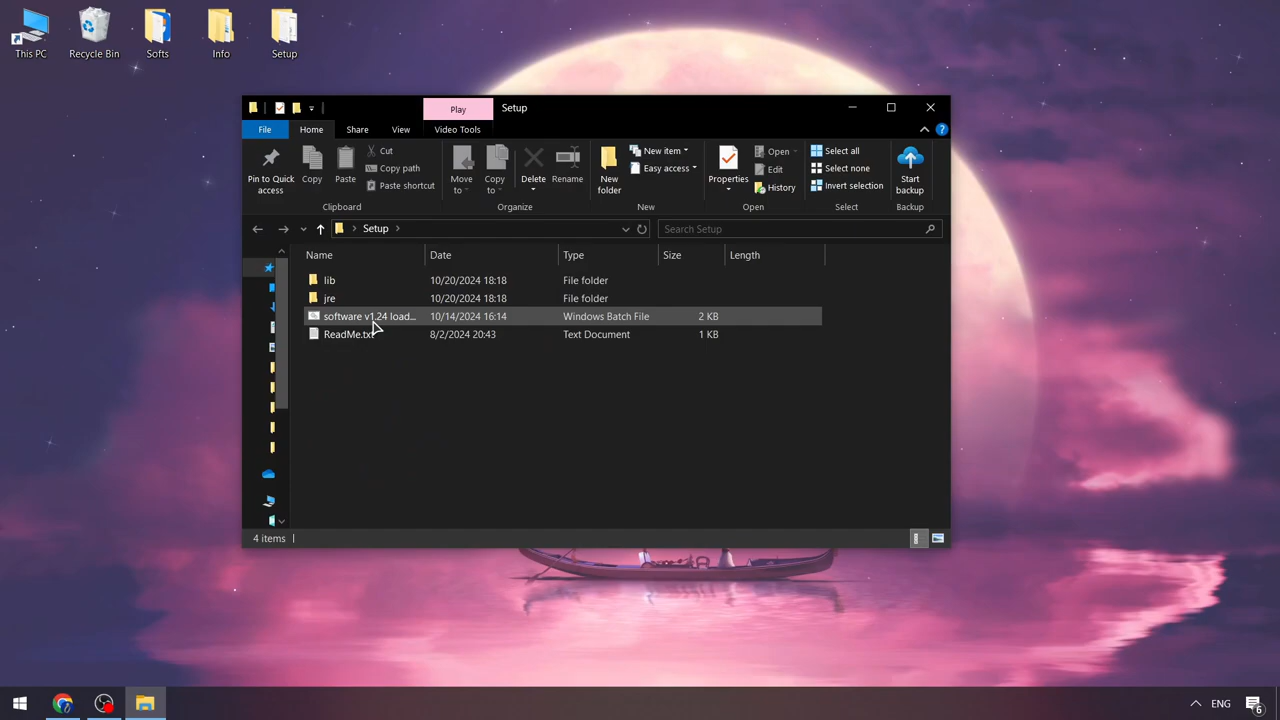 This PC
Recycle Bin
Softs
Info
Setup
Play
Setup
File
Home
Share
View
Video Tools
Pin to Quick access
Copy
Paste
Cut
Copy path
Paste shortcut
Move to
Copy to
Delete
Rename
New folder
New item
Easy access
Properties
Open
Edit
History
Select all
Select none
Invert selection
Start backup
Clipboard
Organize
New
Open
Select
Backup
Setup
Search Setup
Name Date Type Size Length
lib 10/20/2024 18:18 File folder
jre 10/20/2024 18:18 File folder
software v1.24 load... 10/14/2024 16:14 Windows Batch File 2 KB
ReadMe.txt 8/2/2024 20:43 Text Document 1 KB
4 items
ENG
6